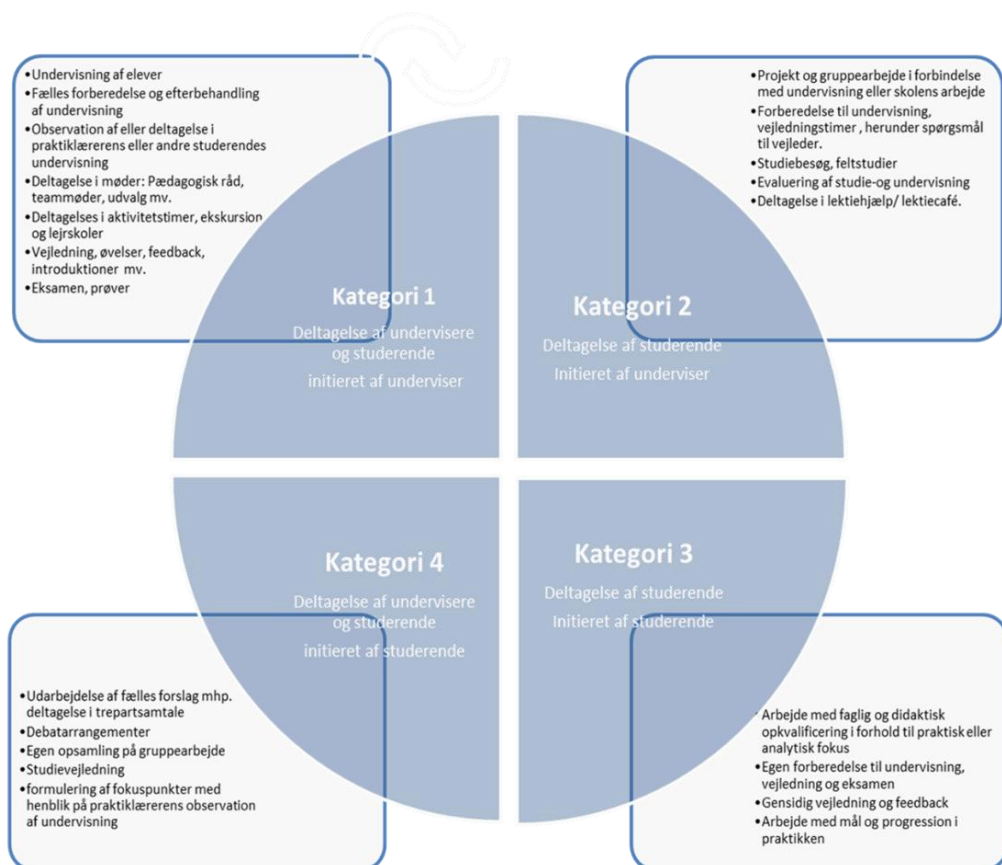 •Undervisning af elever
•Fælles forberedelse og efterbehandling
af undervisning
•Observation af eller deltagelse i
praktiklærerens eller andre studerendes
undervisning
•Deltagelse i møder: Pædagogisk råd,
teammøder, udvalg mv.
•Deltagelses i aktivitetstimer, ekskursion
og lejrskoler
•Vejledning, øvelser, feedback,
introduktioner mv.
•Eksamen, prøver
•Projekt og gruppearbejde i forbindelse
med undervisning eller skolens arbejde
•Forberedelse til undervisning,
vejledningstimer , herunder spørgsmål
til vejleder.
•Studiebesøg, feltstudier
•Evaluering af studie-og undervisning
•Deltagelse i lektiehjælp/ lektiecafé.
Kategori 1
Deltagelse af undervisere
og studerende
initieret af underviser
Kategori 2
Deltagelse af studerende
Initieret af underviser
Kategori 4
Deltagelse af undervisere
og studerende
initieret af studerende
Kategori 3
Deltagelse af studerende
Initieret af studerende
•Udarbejdelse af fælles forslag mhp.
deltagelse i trepartsamtale
•Debatarrangementer
•Egen opsamling på gruppearbejde
•Studievejledning
•formulering af fokuspunkter med
henblik på praktiklærerens observation
af undervisning
•Arbejde med faglig og didaktisk
opkvalificering i forhold til praktisk eller
analytisk fokus
•Egen forberedelse til undervisning,
vejledning og eksamen
•Gensidig vejledning og feedback
•Arbejde med mål og progression i
praktikken